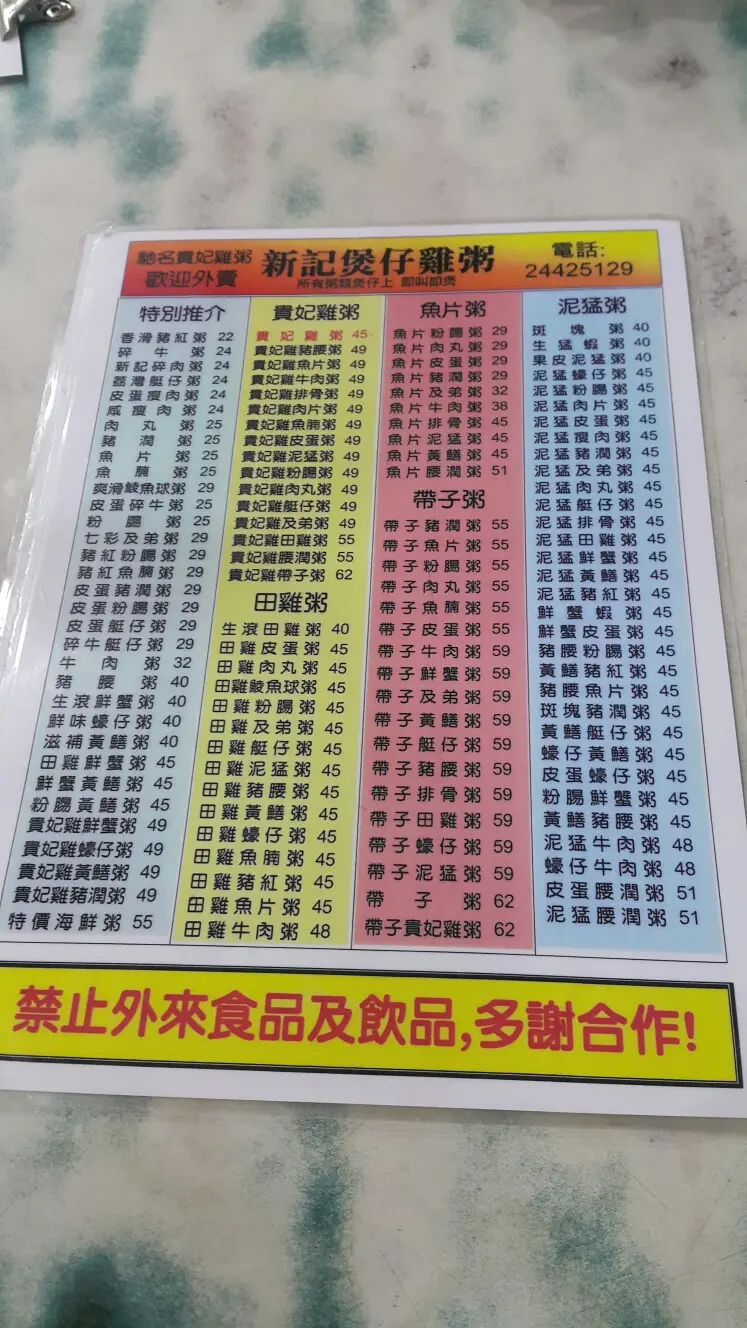 馳名貴妃雞粥
歡迎外賣
新記煲仔雞粥
所有粥類煲仔上 即叫即煲
電話:
24425129
特別推介
香滑豬紅粥 22
碎牛粥 24
新記碎肉粥 24
荔灣艇仔粥 24
皮蛋瘦肉粥 24
咸瘦肉粥 24
肉丸粥 25
豬潤粥 25
魚片粥 25
魚腩粥 25
爽滑鯪魚球粥 29
皮蛋碎牛粥 25
粉腸粥 25
七彩及弟粥 29
豬紅粉腸粥 29
豬紅魚腩粥 29
皮蛋豬潤粥 29
皮蛋粉腸粥 29
皮蛋艇仔粥 29
碎牛艇仔粥 29
牛肉粥 32
豬腰粥 40
生滾鮮蟹粥 40
鮮味蠔仔粥 40
滋補黃鱔粥 40
田雞鮮蟹粥 45
鮮蟹黃鱔粥 45
粉腸黃鱔粥 45
貴妃雞鮮蟹粥 49
貴妃雞蠔仔粥 49
貴妃雞黃鱔粥 49
貴妃雞豬潤粥 49
特價海鮮粥 55
貴妃雞粥
貴妃雞粥 45
貴妃雞豬腰粥 49
貴妃雞魚片粥 49
貴妃雞牛肉粥 49
貴妃雞排骨粥 49
貴妃雞肉片粥 49
貴妃雞魚腩粥 49
貴妃雞皮蛋粥 49
貴妃雞泥猛粥 49
貴妃雞粉腸粥 49
貴妃雞肉丸粥 49
貴妃雞艇仔粥 49
貴妃雞及弟粥 49
貴妃雞田雞粥 55
貴妃雞腰潤粥 55
貴妃雞帶子粥 62
田雞粥
生滾田雞粥 40
田雞皮蛋粥 45
田雞肉丸粥 45
田雞鯪魚球粥 45
田雞粉腸粥 45
田雞及弟粥 45
田雞艇仔粥 45
田雞泥猛粥 45
田雞豬腰粥 45
田雞黃鱔粥 45
田雞蠔仔粥 45
田雞魚腩粥 45
田雞豬紅粥 45
田雞魚片粥 45
田雞牛肉粥 48
魚片粥
魚片粉腸粥 29
魚片肉丸粥 29
魚片皮蛋粥 29
魚片豬潤粥 29
魚片及弟粥 32
魚片牛肉粥 38
魚片排骨粥 45
魚片泥猛粥 45
魚片黃鱔粥 45
魚片腰潤粥 51
帶子粥
帶子豬潤粥 55
帶子魚片粥 55
帶子粉腸粥 55
帶子肉丸粥 55
帶子魚腩粥 55
帶子皮蛋粥 55
帶子牛肉粥 59
帶子鮮蟹粥 59
帶子及弟粥 59
帶子黃鱔粥 59
帶子艇仔粥 59
帶子豬腰粥 59
帶子排骨粥 59
帶子田雞粥 59
帶子蠔仔粥 59
帶子泥猛粥 59
帶子粥 62
帶子貴妃雞粥 62
泥猛粥
斑塊粥 40
生猛蝦粥 40
果皮泥猛粥 40
泥猛蠔仔粥 45
泥猛粉腸粥 45
泥猛肉片粥 45
泥猛皮蛋粥 45
泥猛瘦肉粥 45
泥猛豬潤粥 45
泥猛及弟粥 45
泥猛肉丸粥 45
泥猛艇仔粥 45
泥猛排骨粥 45
泥猛田雞粥 45
泥猛鮮蟹粥 45
泥猛黃鱔粥 45
泥猛豬紅粥 45
鮮蟹蝦粥 45
鮮蟹皮蛋粥 45
豬腰粉腸粥 45
黃鱔豬紅粥 45
豬腰魚片粥 45
斑塊豬潤粥 45
黃鱔艇仔粥 45
蠔仔黃鱔粥 45
皮蛋蠔仔粥 45
粉腸鮮蟹粥 45
黃鱔豬腰粥 45
泥猛牛肉粥 48
蠔仔牛肉粥 48
皮蛋腰潤粥 51
泥猛腰潤粥 51
禁止外來食品及飲品,多謝合作!